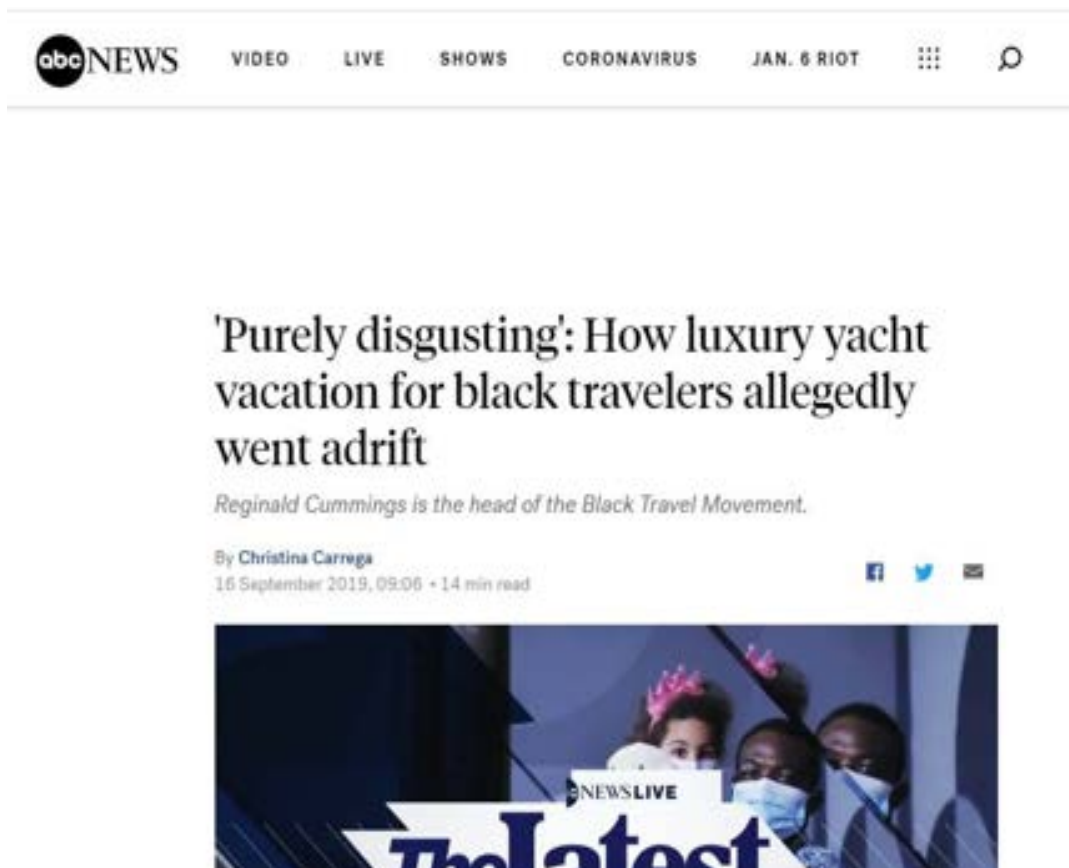 abc NEWS VIDEO LIVE SHOWS CORONAVIRUS JAN. 6 RIOT
'Purely disgusting': How luxury yacht
vacation for black travelers allegedly
went adrift
Reginald Cummings is the head of the Black Travel Movement.
By Christina Carrega
16 September 2019, 09:06 • 14 min read
NEWSLIVE
The Latest